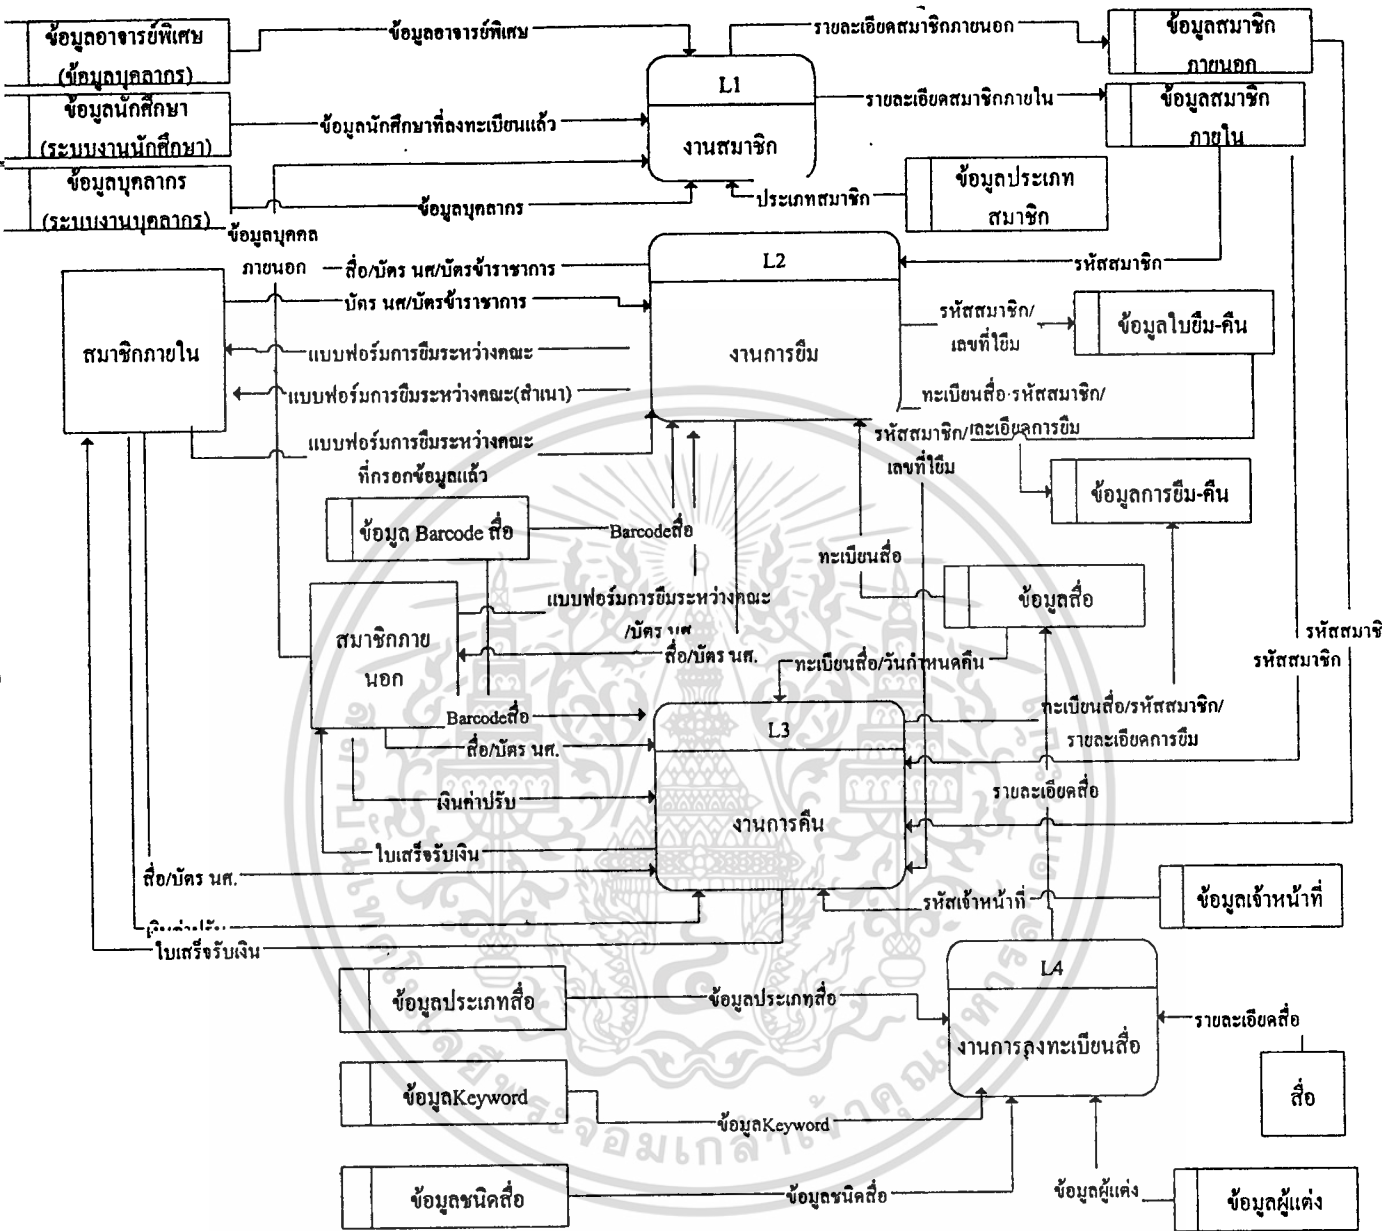 ข้อมูลอาจารย์พิเศษ
(ข้อมูลบุคลากร)
ข้อมูลอาจารย์พิเศษ
รายละเอียดสมาชิกภายนอก
ข้อมูลสมาชิก
ภายนอก
L1
งานสมาชิก
ข้อมูลนักศึกษา
(ระบบงานนักศึกษา)
ข้อมูลนักศึกษาที่ลงทะเบียนแล้ว
รายละเอียดสมาชิกภายใน
ข้อมูลสมาชิก
ภายใน
ข้อมูลบุคลากร
(ระบบงานบุคลากร)
ข้อมูลบุคลากร
ประเภทสมาชิก
ข้อมูลประเภท
สมาชิก
ข้อมูลบุคคล
ภายนอก
สื่อ/บัตร นศ/บัตรข้าราชการ
L2
งานการยืม
รหัสสมาชิก
สมาชิกภายใน
บัตร นศ/บัตรข้าราชการ
รหัสสมาชิก/
เลขที่ใยืม
ข้อมูลใบยืม-คืน
แบบฟอร์มการยืมระหว่างคณะ
แบบฟอร์มการยืมระหว่างคณะ(สำเนา)
ทะเบียนสื่อ·รหัสสมาชิก/
ละเอียดการยืม
แบบฟอร์มการยืมระหว่างคณะ
ที่กรอกข้อมูลแล้ว
รหัสสมาชิก/
เลขที่ใยืม
ข้อมูลการยืม-คืน
ข้อมูล Barcode สื่อ
Barcodeสื่อ
ทะเบียนสื่อ
ข้อมูลสื่อ
แบบฟอร์มการยืมระหว่างคณะ
/บัตร นศ
สมาชิกภาย
นอก
สื่อ/บัตร นศ.
ทะเบียนสื่อ/วันกำหนดคืน
รหัสสมาชิ
รหัสสมาชิก
Barcodeสื่อ
L3
งานการคืน
ทะเบียนสื่อ/รหัสสมาชิก/
รายละเอียดการยืม
สื่อ/บัตร นศ.
รายละเอียดสื่อ
เงินค่าปรับ
ใบเสร็จรับเงิน
สื่อ/บัตร นศ.
รหัสเจ้าหน้าที่
ข้อมูลเจ้าหน้าที่
เงินค่าปรับ
ใบเสร็จรับเงิน
L4
งานการลงทะเบียนสื่อ
ข้อมูลประเภทสื่อ
ข้อมูลประเภทสื่อ
รายละเอียดสื่อ
สื่อ
ข้อมูลKeyword
ข้อมูลKeyword
ข้อมูลชนิดสื่อ
ข้อมูลชนิดสื่อ
ข้อมูลผู้แต่ง
ข้อมูลผู้แต่ง